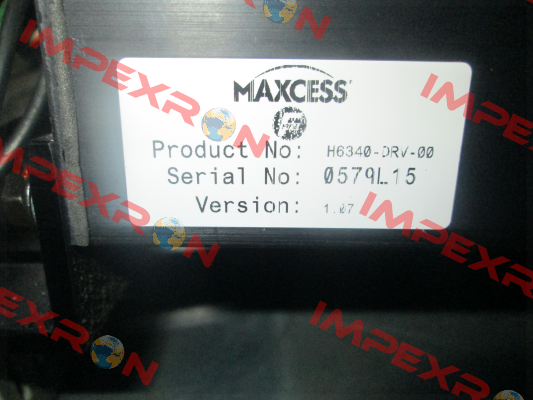 MAXCESS
Product No: H6340-DRV-00
Serial No: 0579L15
Version: 1.07
IMPEXRON
IMPEXRON
IMPEXRON
IMPEXRON
IMPEXRON
IMPEXRON